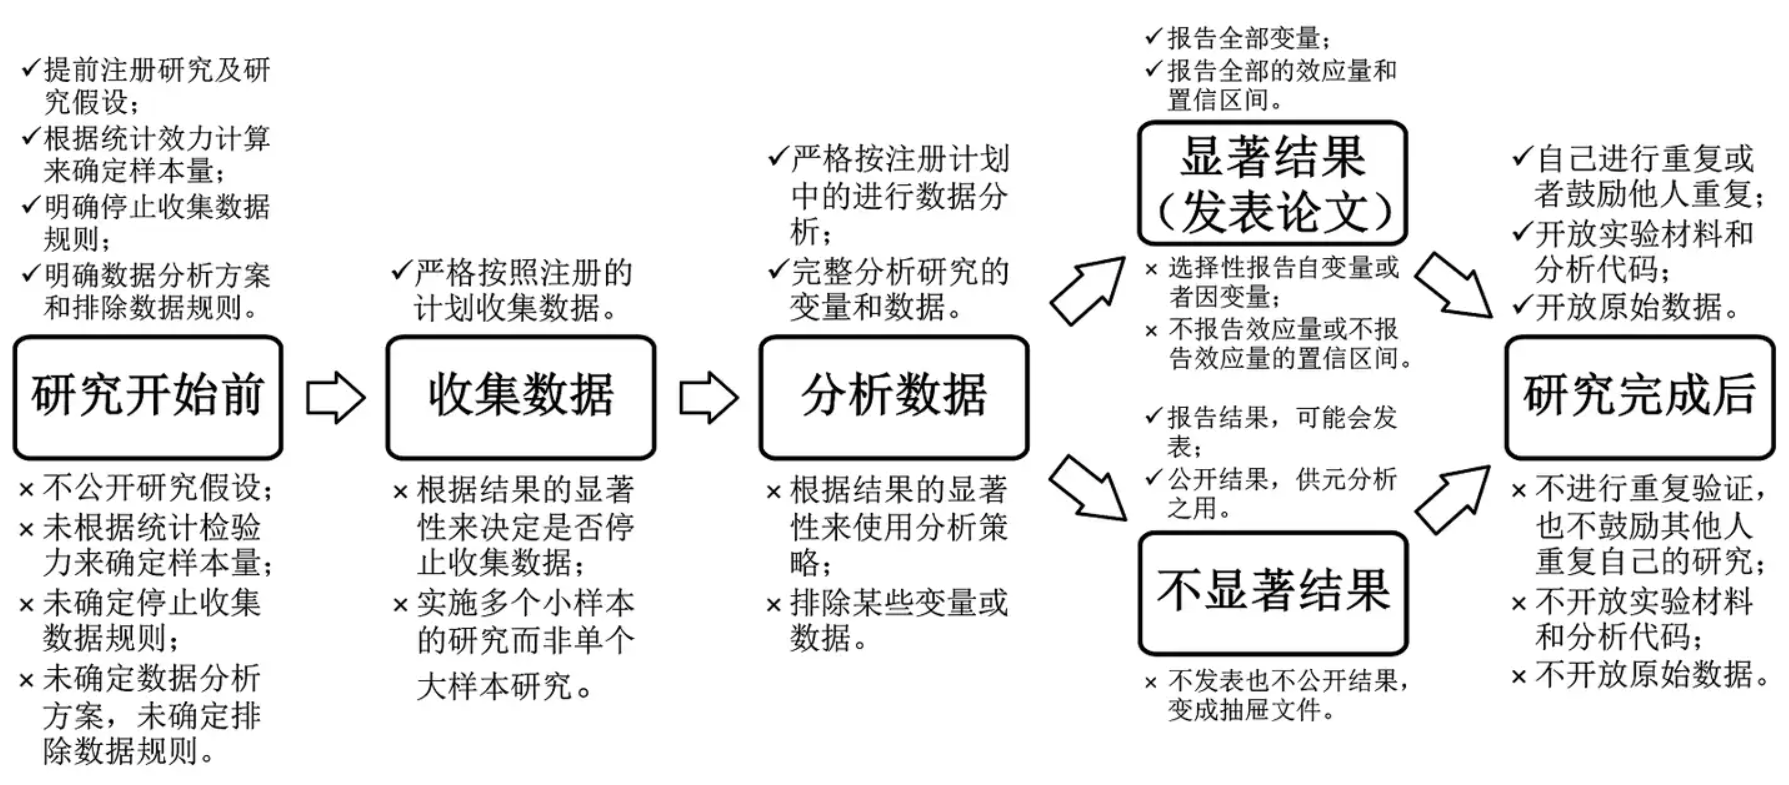 ✓提前注册研究及研
究假设；
✓根据统计效力计算
来确定样本量；
✓明确停止收集数据
规则；
✓明确数据分析方案
和排除数据规则。
研究开始前
× 不公开研究假设；
× 未根据统计检验
力来确定样本量；
× 未确定停止收集
数据规则；
× 未确定数据分析
方案，未确定排
除数据规则。
✓严格按照注册的
计划收集数据。
收集数据
× 根据结果的显著
性来决定是否停
止收集数据；
× 实施多个小样本
的研究而非单个
大样本研究。
✓严格按注册计划
中的进行数据分
析；
✓完整分析研究的
变量和数据。
分析数据
× 根据结果的显著
性来使用分析策
略；
× 排除某些变量或
数据。
✓报告全部变量；
✓报告全部的效应量和
置信区间。
显著结果
（发表论文）
× 选择性报告自变量或
者因变量；
× 不报告效应量或不报
告效应量的置信区间。
✓报告结果，可能会发
表；
✓公开结果，供元分析
之用。
不显著结果
× 不发表也不公开结果，
变成抽屉文件。
✓自己进行重复或
者鼓励他人重复；
✓开放实验材料和
分析代码；
✓开放原始数据。
研究完成后
× 不进行重复验证，
也不鼓励其他人
重复自己的研究；
× 不开放实验材料
和分析代码；
× 不开放原始数据。